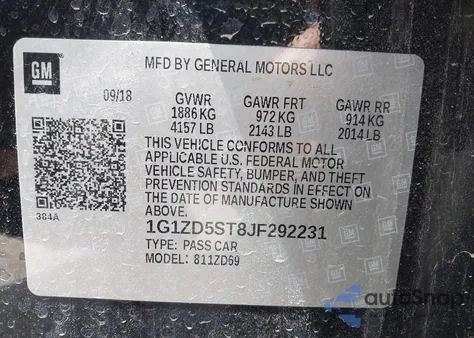 GM
MFD BY GENERAL MOTORS LLC
09/18 GVWR GAWR FRT GAWR RR
1886 KG 972 KG 914 KG
4157 LB 2143 LB 2014 LB
THIS VEHICLE CONFORMS TO ALL
APPLICABLE U.S. FEDERAL MOTOR
VEHICLE SAFETY, BUMPER, AND THEFT
PREVENTION STANDARDS IN EFFECT ON
THE DATE OF MANUFACTURE SHOWN
ABOVE.
384A
1G1ZD5ST8JF292231
TYPE: PASS CAR
MODEL: 811ZD69
autoSnap